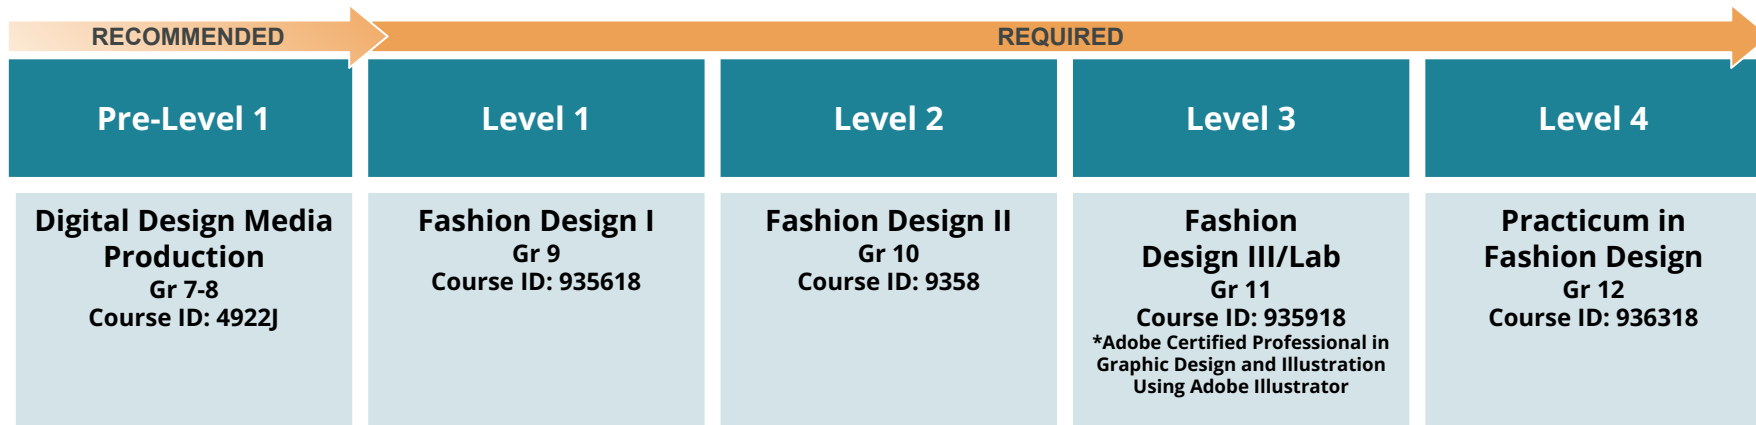 RECOMMENDED
REQUIRED
Pre-Level 1
Level 1
Level 2
Level 3
Level 4
Digital Design Media
Production
Gr 7-8
Course ID: 4922J
Fashion Design I
Gr 9
Course ID: 935618
Fashion Design II
Gr 10
Course ID: 9358
Fashion
Design III/Lab
Gr 11
Course ID: 935918
*Adobe Certified Professional in
Graphic Design and Illustration
Using Adobe Illustrator
Practicum in
Fashion Design
Gr 12
Course ID: 936318